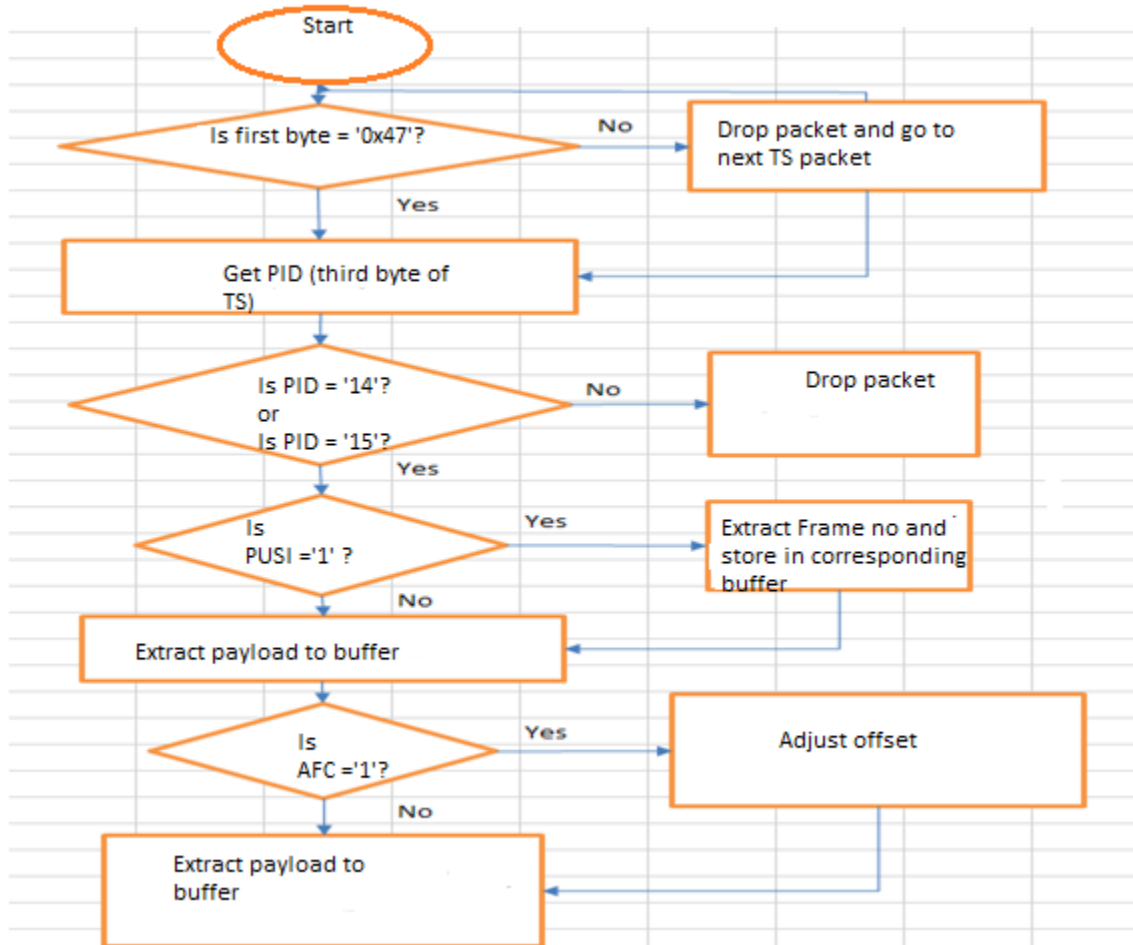 Start
Is first byte = '0x47'?
No
Drop packet and go to
next TS packet
Yes
Get PID (third byte of
TS)
Is PID = '14'?
or
Is PID = '15'?
No
Drop packet
Yes
Is
PUSI ='1' ?
Yes
Extract Frame no and
store in corresponding
buffer
No
Extract payload to buffer
Is
AFC ='1'?
Yes
Adjust offset
No
Extract payload to
buffer